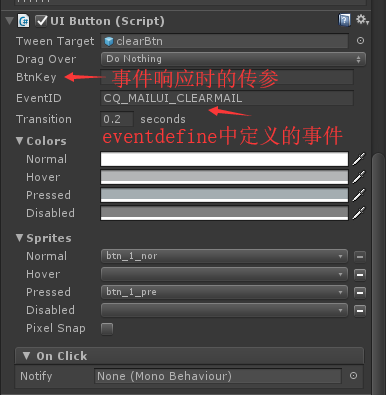 UI Button (Script)
Tween Target clearBtn
Drag Over Do Nothing
BtnKey 事件响应时的传参
EventID CQ_MAILUI_CLEARMAIL
Transition 0.2 seconds
eventdefine中定义的事件
Colors
Normal
Hover
Pressed
Disabled
Sprites
Normal btn_1_nor
Hover
Pressed btn_1_pre
Disabled
Pixel Snap
On Click
Notify None (Mono Behaviour)